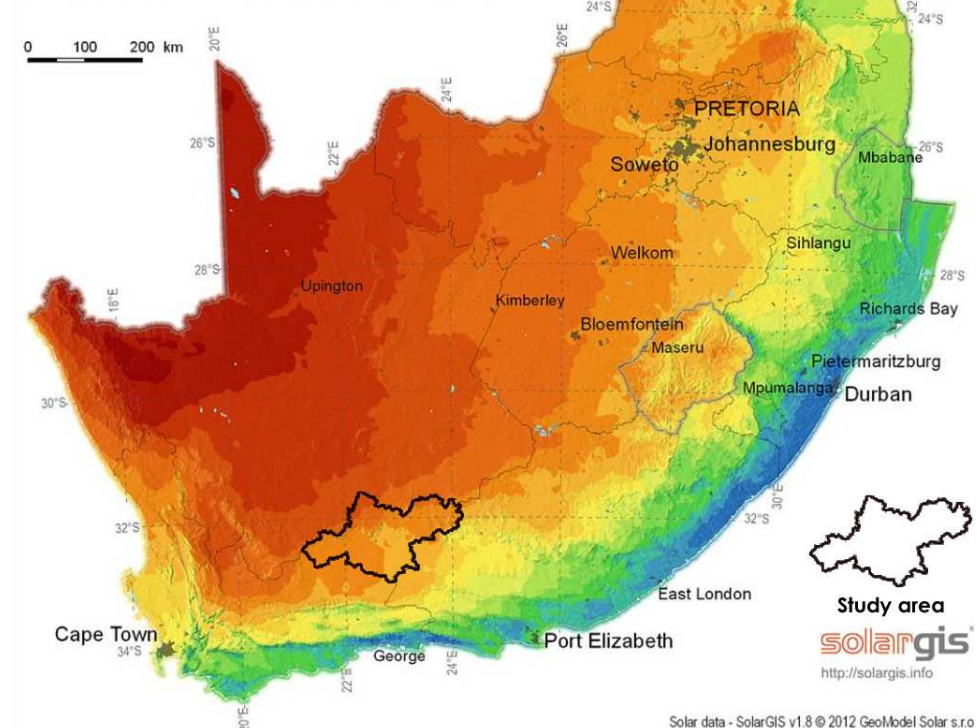 24°S
32
24°S
0 100 200 km
20°E
26°E
24°E
PRETORIA
26°S
22°E
Johannesburg
26°S
Soweto
Mbabane
Sihlangu
Welkom
28°S
28°S
18°E
Upington
Kimberley
Richards Bay
Bloemfontein
Maseru
Pietermaritzburg
Mpumalanga
Durban
30°S
30°E
32°S
32°S
East London
Study area
Cape Town
34°S
Port Elizabeth
George
solargis
http://solargis.info
22°E
24°E
20°E
Solar data - SolarGIS v1.8 © 2012 GeoModel Solar s.r.o